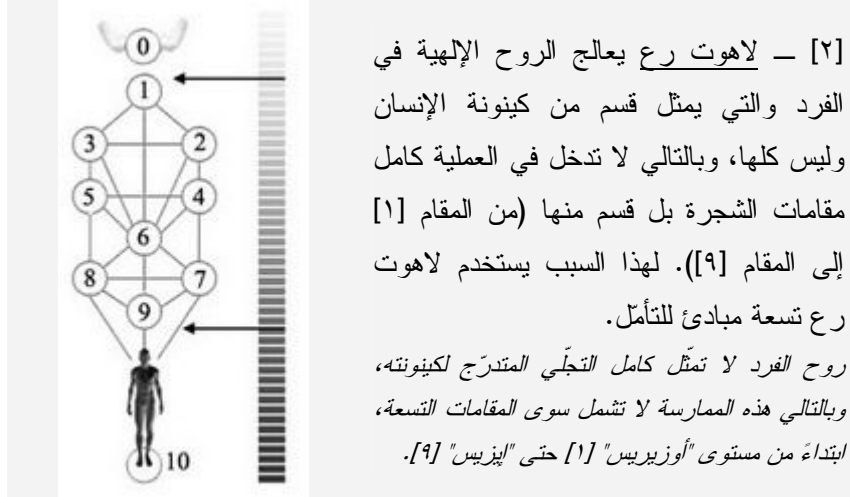 [٢] ــ لاهوت رع يعالج الروح الإلهية في
الفرد والتي يمثل قسم من كينونة الإنسان
وليس كلها، وبالتالي لا تدخل في العملية كامل
مقامات الشجرة بل قسم منها (من المقام [١]
إلى المقام [٩]). لهذا السبب يستخدم لاهوت
رع تسعة مبادئ للتأمّل.
روح الفرد لا تمثّل كامل التجلّي المتدرّج لكينونته،
وبالتالي هذه الممارسة لا تشمل سوى المقامات التسعة،
ابتداءً من مستوى "أوزيريس" [١] حتى "إيزيس" [٩].
0
1
3 2
5 4
6
8 7
9
10